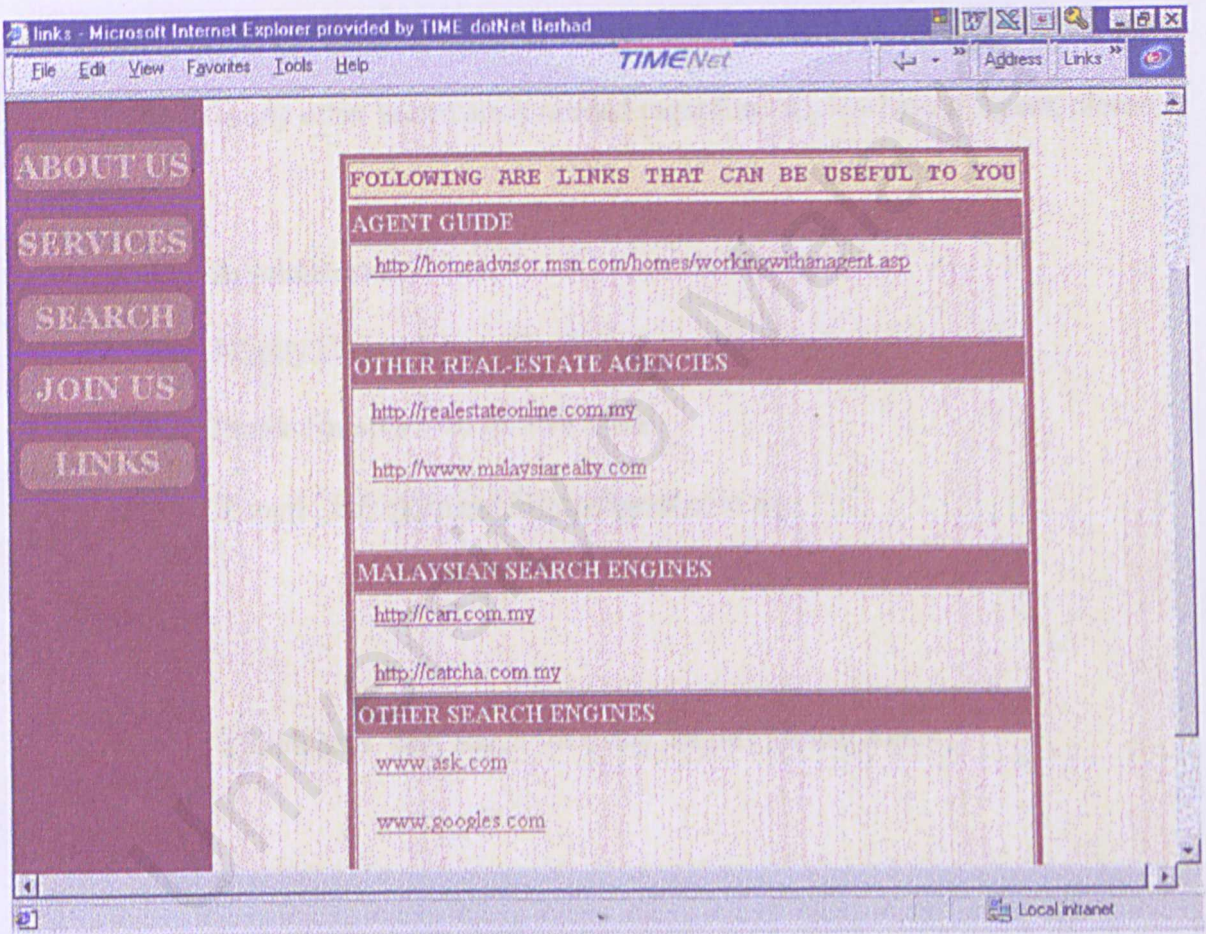 links - Microsoft Internet Explorer provided by TIME dotNet Berhad
File Edit View Favorites Tools Help
TIMENet
Address Links »
ABOUT US
SERVICES
SEARCH
JOIN US
LINKS
FOLLOWING ARE LINKS THAT CAN BE USEFUL TO YOU
AGENT GUIDE
http://homeadvisor.msn.com/homes/workingwithanagent.asp
OTHER REAL-ESTATE AGENCIES
http://realestateonline.com.my
http://www.malaysiarealty.com
MALAYSIAN SEARCH ENGINES
http://cari.com.my
http://catcha.com.my
OTHER SEARCH ENGINES
www.ask.com
www.googles.com
Local intranet
University of Malaya